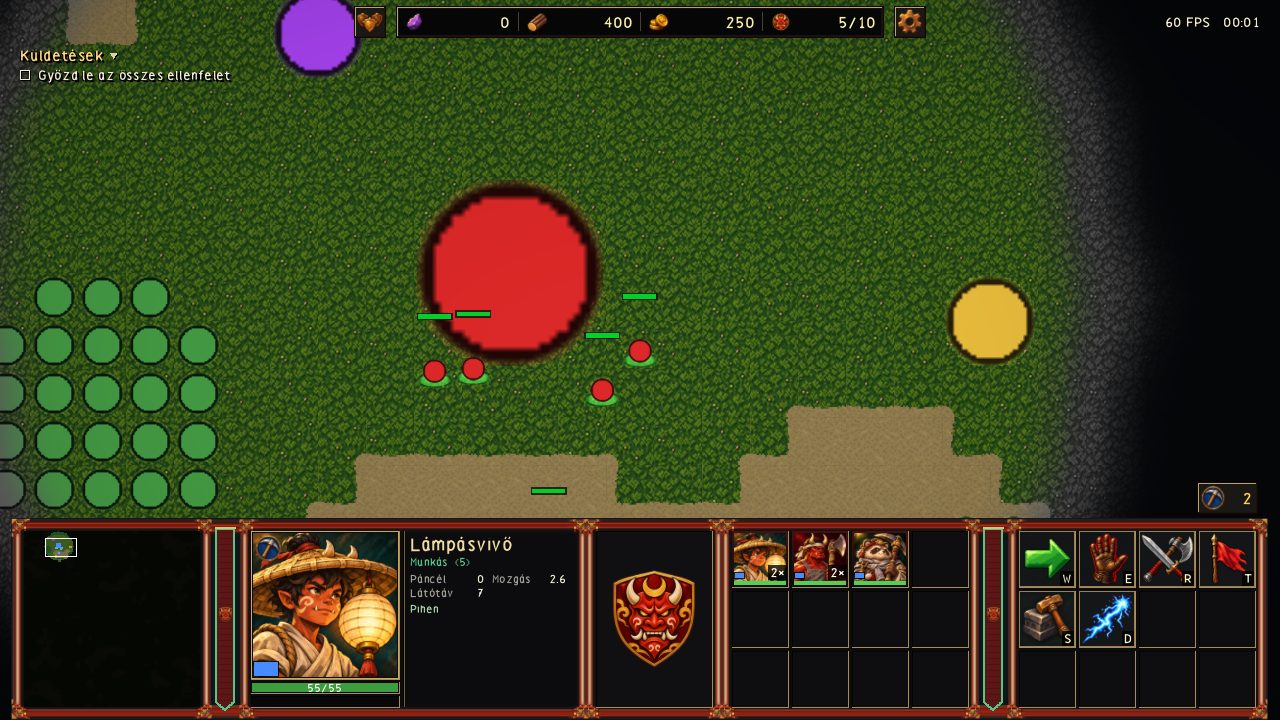 0 400 250 5/10
60 FPS 00:01
Küldetések
Győzd le az összes ellenfelet
2
Lámpásvivő
Munkás <5>
Páncél 0 Mozgás 2.6
Látótáv 7
Pihen
55/55
2× 2×
W E R T
S D